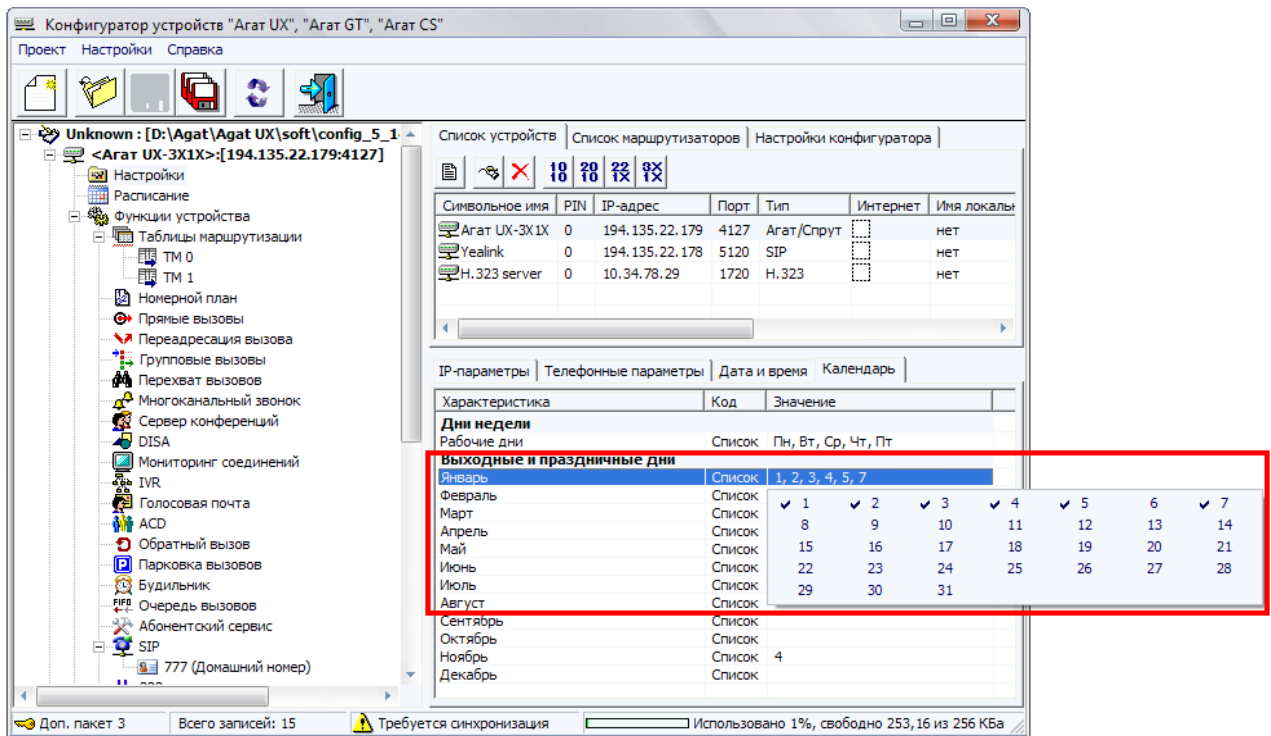 Конфигуратор устройств "Агат UX", "Агат GT", "Агат CS"
Проект Настройки Справка
Unknown : [D:\Agat\Agat UX\soft\config_5_1
<Агат UX-3X1X>:[194.135.22.179:4127]
Настройки
Расписание
Функции устройства
Таблицы маршрутизации
TM 0
TM 1
Номерной план
Прямые вызовы
Переадресация вызова
Групповые вызовы
Перехват вызовов
Многоканальный звонок
Сервер конференций
DISA
Мониторинг соединений
IVR
Голосовая почта
ACD
Обратный вызов
Парковка вызовов
Будильник
Очередь вызовов
Абонентский сервис
SIP
777 (Домашний номер)
Список устройств Список маршрутизаторов Настройки конфигуратора
10 10 20 10 22 1X 3X 1X
Символьное имя PIN IP-адрес Порт Тип Интернет Имя локальн
Агат UX-3X1X 0 194.135.22.179 4127 Агат/Спрут нет
Yealink 0 194.135.22.178 5120 SIP нет
H.323 server 0 10.34.78.29 1720 H.323 нет
IP-параметры Телефонные параметры Дата и время Календарь
Характеристика Код Значение
Дни недели
Рабочие дни Список Пн, Вт, Ср, Чт, Пт
Выходные и праздничные дни
Январь Список 1, 2, 3, 4, 5, 7
Февраль Список
Март Список
Апрель Список
Май Список
Июнь Список
Июль Список
Август Список
Сентябрь Список
Октябрь Список
Ноябрь Список 4
Декабрь Список
1 2 3 4 5 6 7
8 9 10 11 12 13 14
15 16 17 18 19 20 21
22 23 24 25 26 27 28
29 30 31
Доп. пакет 3 Всего записей: 15 Требуется синхронизация Использовано 1%, свободно 253,16 из 256 КБа